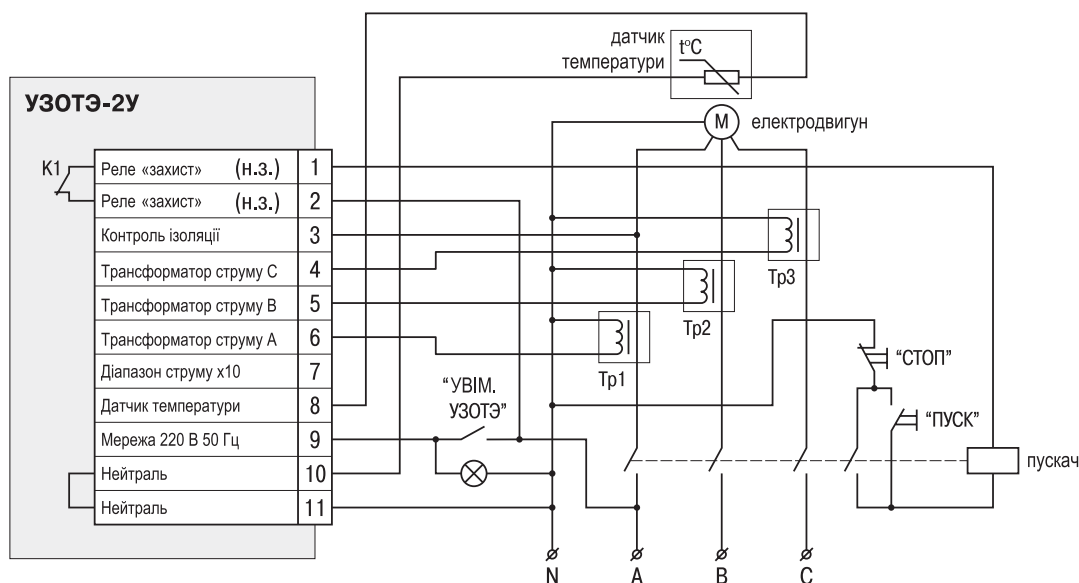 датчик
температури
t°C
УЗОТЭ-2У
M
електродвигун
K1
Реле «захист» (н.з.) 1
Реле «захист» (н.з.) 2
Контроль ізоляції 3
Трансформатор струму C 4
Трансформатор струму B 5
Трансформатор струму A 6
Діапазон струму x10 7
Датчик температури 8
Мережа 220 В 50 Гц 9
Нейтраль 10
Нейтраль 11
Тр3
Тр2
Тр1
"УВІМ.
УЗОТЭ"
"СТОП"
"ПУСК"
пускач
N A B C